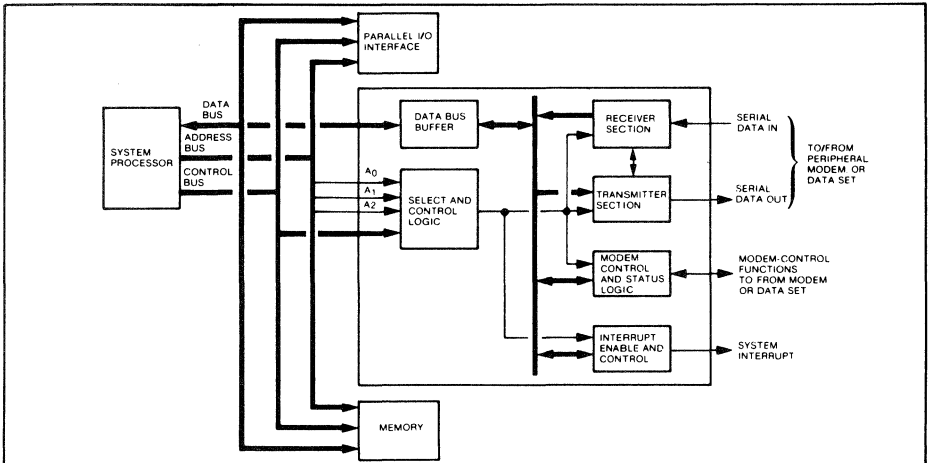 PARALLEL I/O
INTERFACE
DATA
BUS
ADDRESS
BUS
CONTROL
BUS
SYSTEM
PROCESSOR
DATA BUS
BUFFER
A0
A1
A2
SELECT AND
CONTROL
LOGIC
RECEIVER
SECTION
TRANSMITTER
SECTION
MODEM
CONTROL
AND STATUS
LOGIC
INTERRUPT
ENABLE AND
CONTROL
SERIAL
DATA IN
SERIAL
DATA OUT
TO/FROM
PERIPHERAL
MODEM, OR
DATA SET
MODEM-CONTROL
FUNCTIONS
TO FROM MODEM
OR DATA SET
SYSTEM
INTERRUPT
MEMORY